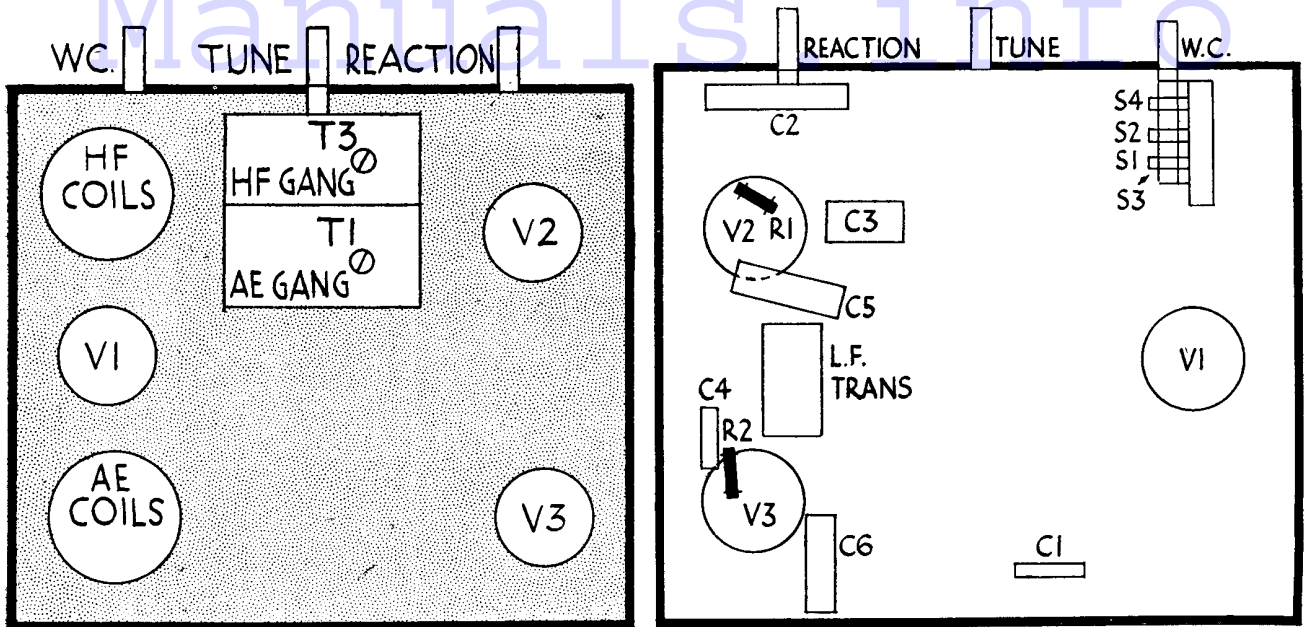 Manuals.info
W.C. TUNE REACTION
HF
COILS
T3
HF GANG
T1
AE GANG
V2
V1
AE
COILS
V3
REACTION TUNE W.C.
C2
S4
S2
S1
S3
V2 R1
C3
C5
L.F.
TRANS
V1
C4
R2
V3
C6
C1